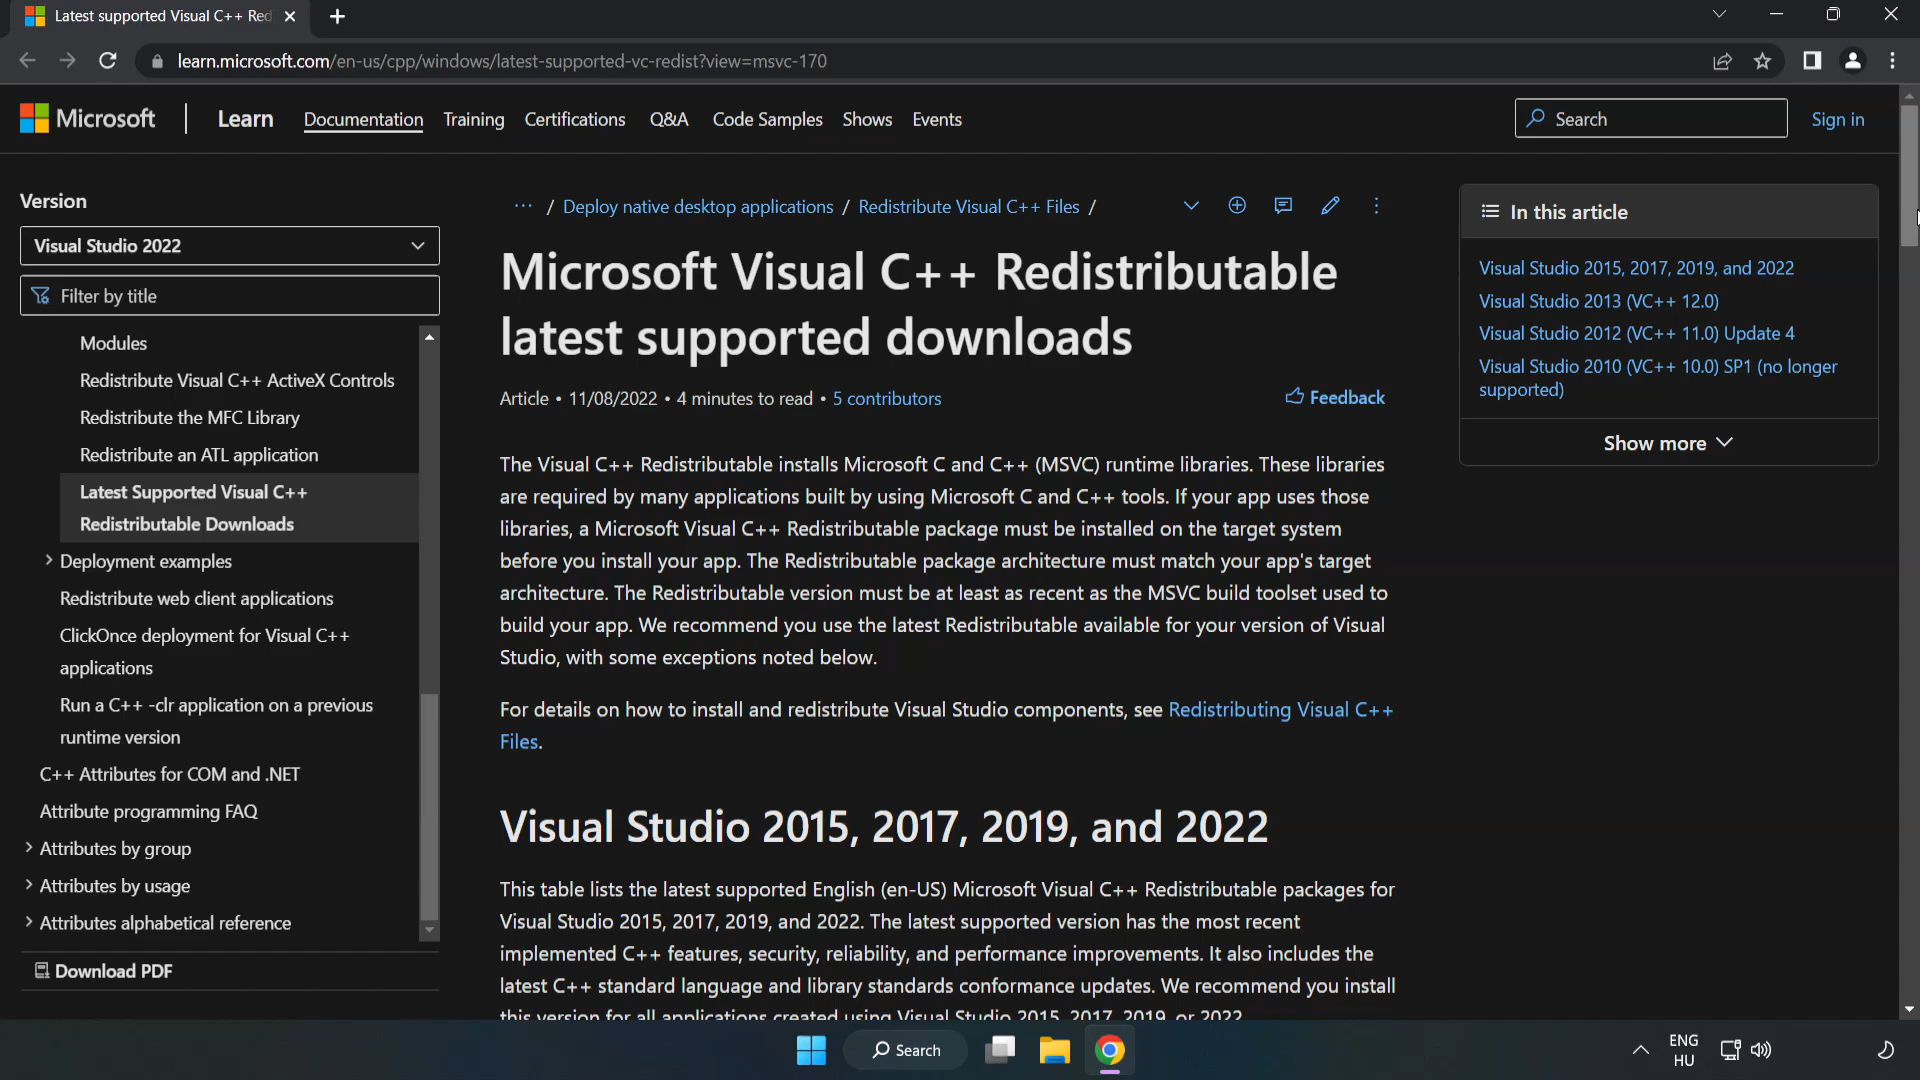 Latest supported Visual C++ Red
learn.microsoft.com/en-us/cpp/windows/latest-supported-vc-redist?view=msvc-170
Microsoft
Learn
Documentation
Training
Certifications
Q&A
Code Samples
Shows
Events
Search
Sign in
Version
Visual Studio 2022
Filter by title
Modules
Redistribute Visual C++ ActiveX Controls
Redistribute the MFC Library
Redistribute an ATL application
Latest Supported Visual C++
Redistributable Downloads
Deployment examples
Redistribute web client applications
ClickOnce deployment for Visual C++
applications
Run a C++ -clr application on a previous
runtime version
C++ Attributes for COM and .NET
Attribute programming FAQ
Attributes by group
Attributes by usage
Attributes alphabetical reference
Download PDF
··· / Deploy native desktop applications / Redistribute Visual C++ Files /
Microsoft Visual C++ Redistributable
latest supported downloads
Article • 11/08/2022 • 4 minutes to read • 5 contributors
Feedback
The Visual C++ Redistributable installs Microsoft C and C++ (MSVC) runtime libraries. These libraries
are required by many applications built by using Microsoft C and C++ tools. If your app uses those
libraries, a Microsoft Visual C++ Redistributable package must be installed on the target system
before you install your app. The Redistributable package architecture must match your app's target
architecture. The Redistributable version must be at least as recent as the MSVC build toolset used to
build your app. We recommend you use the latest Redistributable available for your version of Visual
Studio, with some exceptions noted below.
For details on how to install and redistribute Visual Studio components, see Redistributing Visual C++
Files.
Visual Studio 2015, 2017, 2019, and 2022
This table lists the latest supported English (en-US) Microsoft Visual C++ Redistributable packages for
Visual Studio 2015, 2017, 2019, and 2022. The latest supported version has the most recent
implemented C++ features, security, reliability, and performance improvements. It also includes the
latest C++ standard language and library standards conformance updates. We recommend you install
this version for all applications created using Visual Studio 2015, 2017, 2019, or 2022.
In this article
Visual Studio 2015, 2017, 2019, and 2022
Visual Studio 2013 (VC++ 12.0)
Visual Studio 2012 (VC++ 11.0) Update 4
Visual Studio 2010 (VC++ 10.0) SP1 (no longer
supported)
Show more
Search
ENG
HU